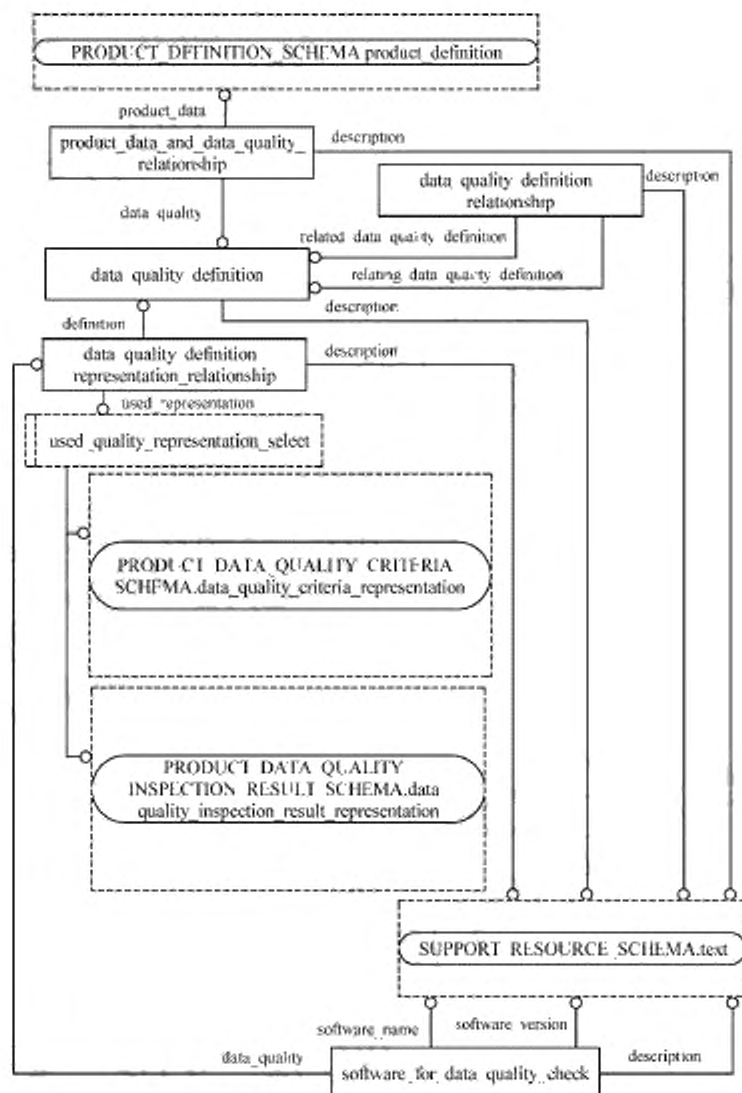 PRODUCT_DEFINITION_SCHEMA.product_definition
product_data
product_data_and_data_quality_
relationship
description
data quality definition
relationship
description
data quality
related data quality definition
data quality definition
relating data quality definition
description
definition
data quality definition
representation_relationship
description
used_representation
used_quality_representation_select
PRODUCT DATA QUALITY CRITERIA
SCHEMA.data_quality_criteria_representation
PRODUCT DATA QUALITY
INSPECTION RESULT SCHEMA.data
quality_inspection_result_representation
SUPPORT RESOURCE SCHEMA.text
software_name
software version
data_quality
description
software_for_data quality_check